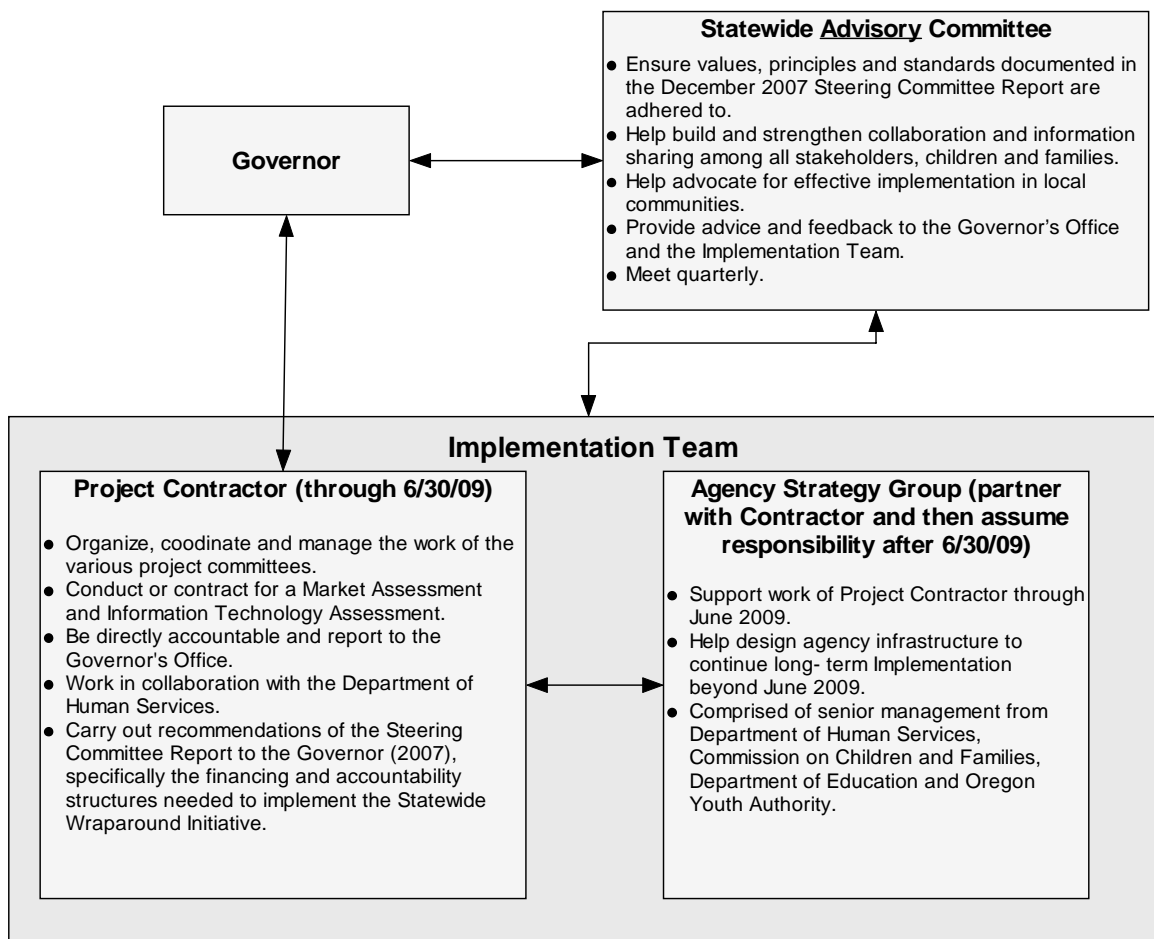 Statewide Advisory Committee
● Ensure values, principles and standards documented in
the December 2007 Steering Committee Report are
adhered to.
● Help build and strengthen collaboration and information
sharing among all stakeholders, children and families.
● Help advocate for effective implementation in local
communities.
● Provide advice and feedback to the Governor’s Office
and the Implementation Team.
● Meet quarterly.
Governor
Implementation Team
Project Contractor (through 6/30/09)
● Organize, coodinate and manage the work of the
various project committees.
● Conduct or contract for a Market Assessment
and Information Technology Assessment.
● Be directly accountable and report to the
Governor's Office.
● Work in collaboration with the Department of
Human Services.
● Carry out recommendations of the Steering
Committee Report to the Governor (2007),
specifically the financing and accountability
structures needed to implement the Statewide
Wraparound Initiative.
Agency Strategy Group (partner
with Contractor and then assume
responsibility after 6/30/09)
● Support work of Project Contractor through
June 2009.
● Help design agency infrastructure to
continue long- term Implementation
beyond June 2009.
● Comprised of senior management from
Department of Human Services,
Commission on Children and Families,
Department of Education and Oregon
Youth Authority.